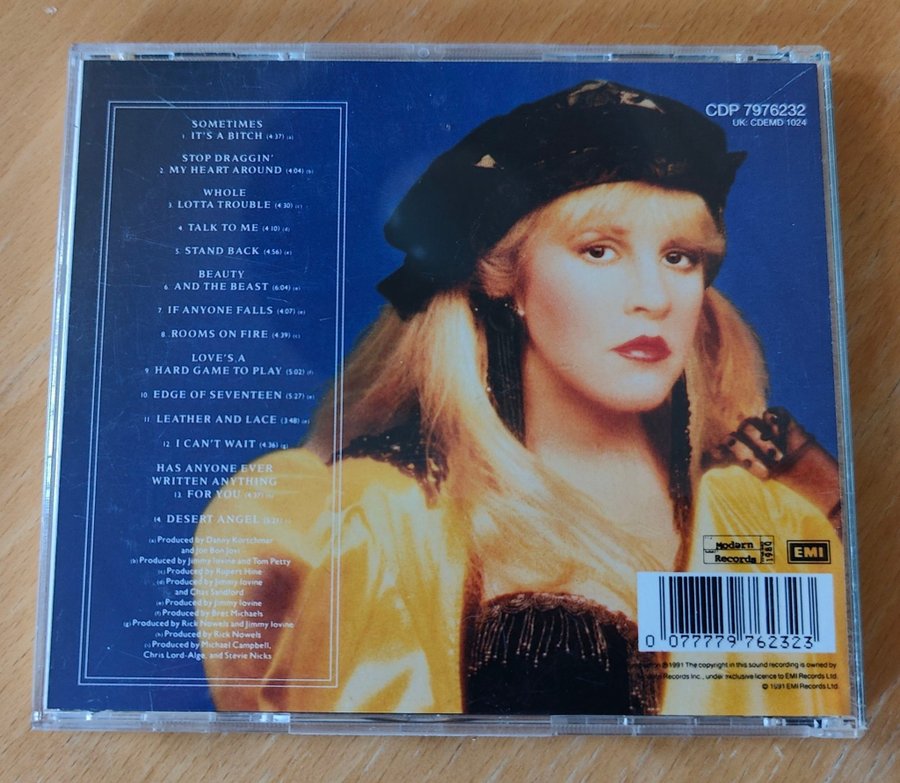 SOMETIMES
1. IT'S A BITCH (4:37) (a)
STOP DRAGGIN'
2. MY HEART AROUND (4:04) (b)
WHOLE
3. LOTTA TROUBLE (4:30) (c)
4. TALK TO ME (4:10) (d)
5. STAND BACK (4:56) (e)
BEAUTY
6. AND THE BEAST (6:04) (e)
7. IF ANYONE FALLS (4:07) (e)
8. ROOMS ON FIRE (4:39) (c)
LOVE'S A
9. HARD GAME TO PLAY (5:02) (f)
10. EDGE OF SEVENTEEN (5:27) (e)
11. LEATHER AND LACE (3:48) (e)
12. I CAN'T WAIT (4:36) (g)
HAS ANYONE EVER
WRITTEN ANYTHING
13. FOR YOU (4:37)
14. DESERT ANGEL
(a) Produced by Danny Kortchmar
and Jon Bon Jovi
(b) Produced by Jimmy Iovine and Tom Petty
(c) Produced by Rupert Hine
(d) Produced by Jimmy Iovine
and Chas Sandford
(e) Produced by Jimmy Iovine
(f) Produced by Bret Michaels
(g) Produced by Rick Nowels and Jimmy Iovine
(h) Produced by Rick Nowels
(i) Produced by Michael Campbell,
Chris Lord-Alge, and Stevie Nicks
CDP 7976232
UK: CDEMD 1024
Modern
Records
1980
EMI
0 077779 762323
℗ 1991 The copyright in this sound recording is owned by
Records Inc., under exclusive licence to EMI Records Ltd
© 1991 EMI Records Ltd